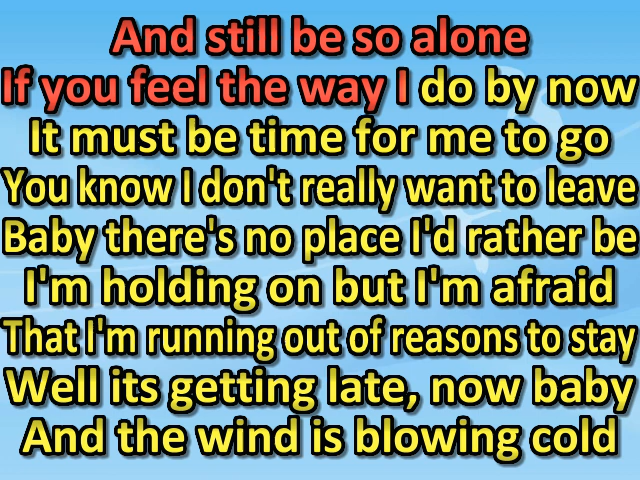 And still be so alone
If you feel the way I do by now
It must be time for me to go
You know I don't really want to leave
Baby there's no place I'd rather be
I'm holding on but I'm afraid
That I'm running out of reasons to stay
Well its getting late, now baby
And the wind is blowing cold